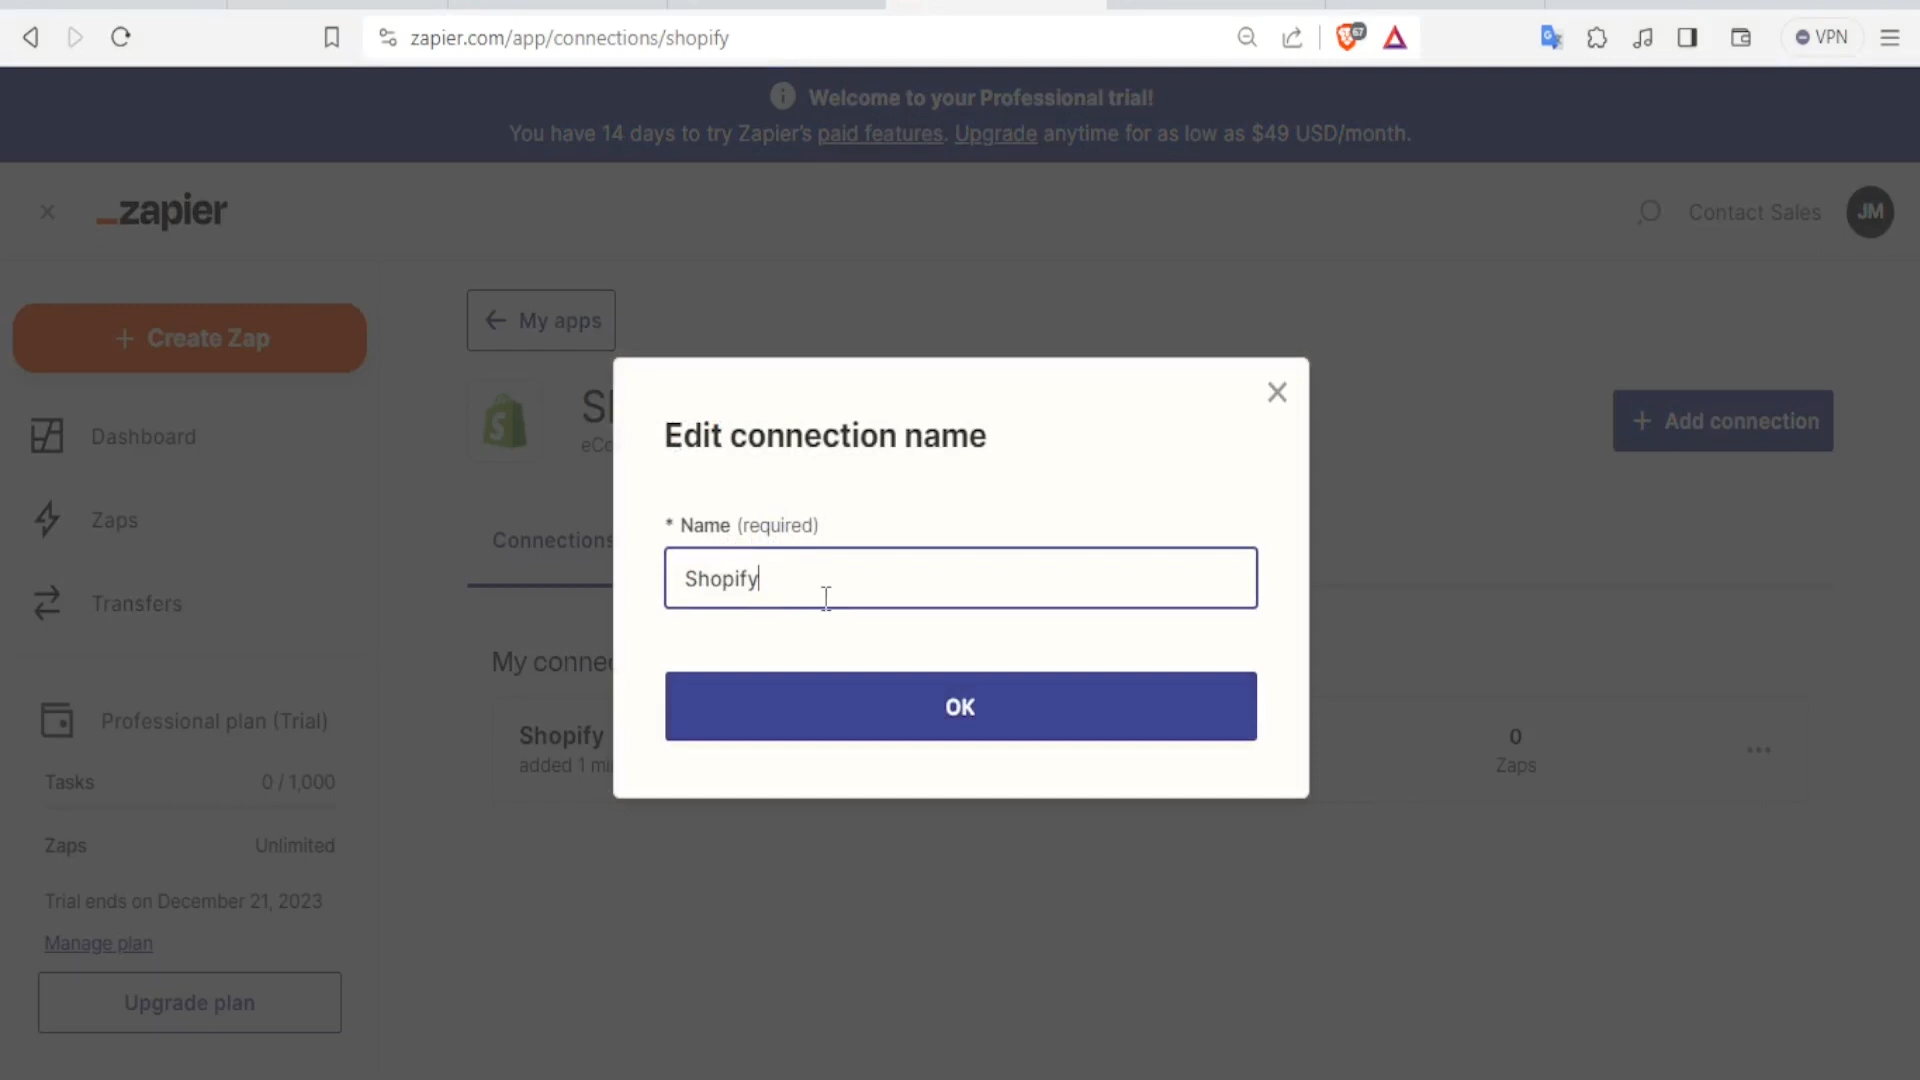 zapier.com/app/connections/shopify
67
VPN
Welcome to your Professional trial!
You have 14 days to try Zapier's paid features. Upgrade anytime for as low as $49 USD/month.
zapier
Contact Sales
JM
+ Create Zap
Dashboard
Zaps
Transfers
Professional plan (Trial)
Tasks 0 / 1,000
Zaps Unlimited
Trial ends on December 21, 2023
Manage plan
Upgrade plan
← My apps
+ Add connection
Connections
Shopify
added 1
0
Zaps
Edit connection name
* Name (required)
Shopify
OK